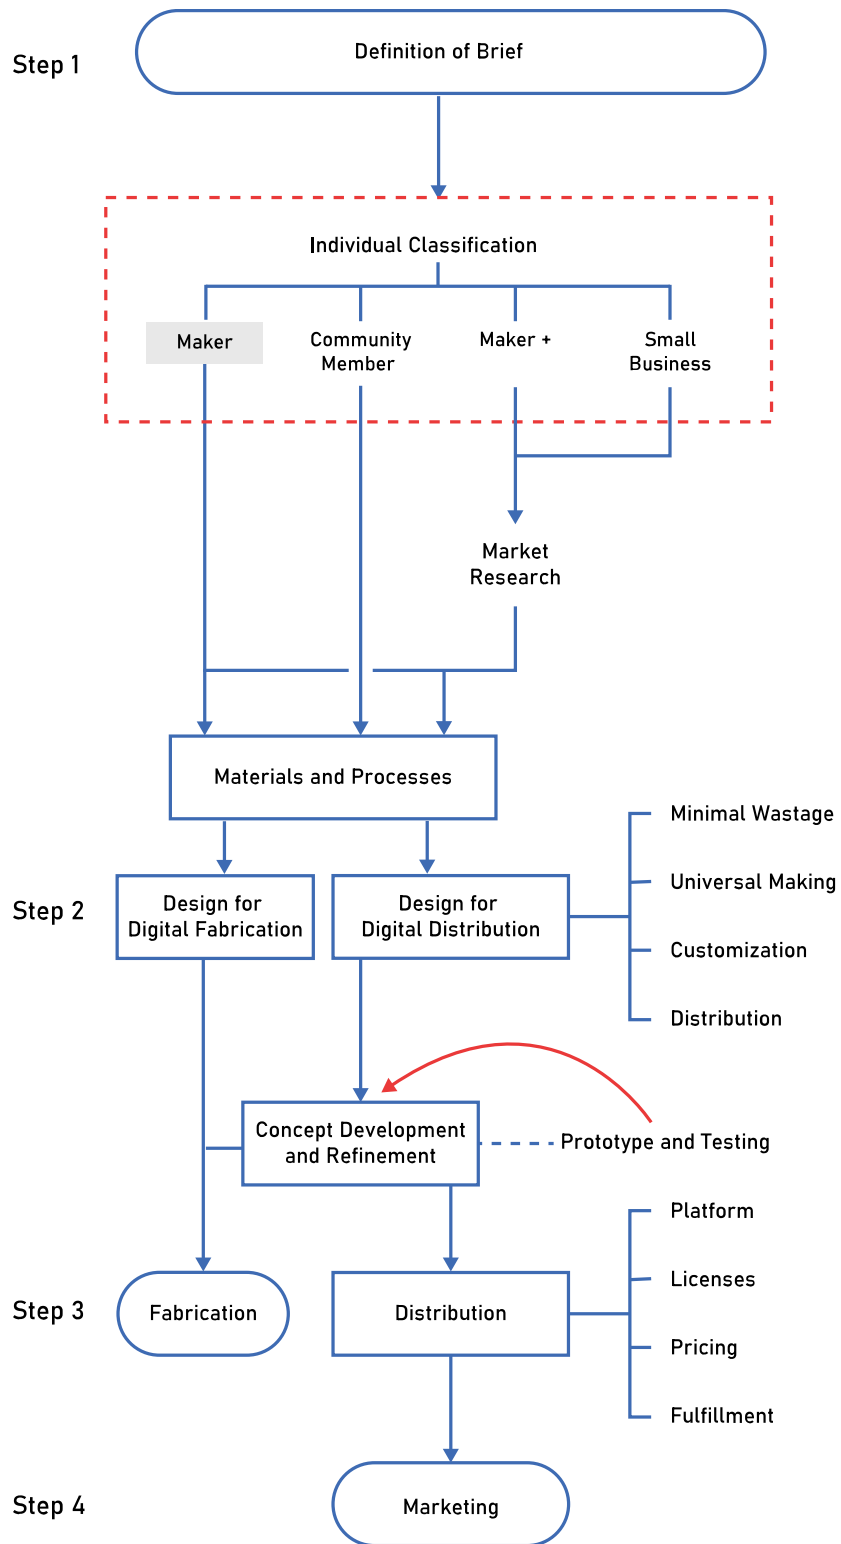 Step 1
Definition of Brief
Individual Classification
Maker
Community
Member
Maker +
Small
Business
Market
Research
Materials and Processes
Minimal Wastage
Universal Making
Customization
Distribution
Step 2
Design for
Digital Fabrication
Design for
Digital Distribution
Concept Development
and Refinement
Prototype and Testing
Platform
Licenses
Pricing
Fulfillment
Step 3
Fabrication
Distribution
Step 4
Marketing